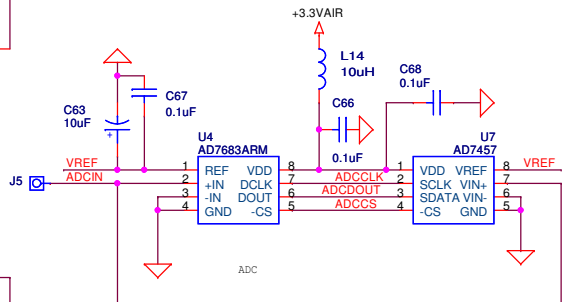 +3.3VAIR
L14
10uH
C68
0.1uF
C67
0.1uF
C63
10uF
+
C66
0.1uF
U4
AD7683ARM
U7
AD7457
J5
VREF
ADCIN
1 REF VDD 8
2 +IN DCLK 7
3 -IN DOUT 6
4 GND -CS 5
ADCCLK
ADCDOUT
ADCCS
1 VDD VREF 8
2 SCLK VIN+ 7
3 SDATA VIN- 6
4 -CS GND 5
VREF
ADC